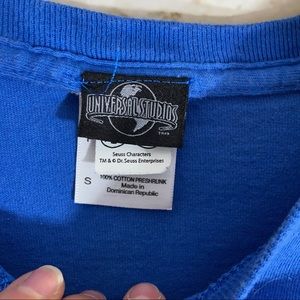 UNIVERSAL STUDIOS
Seuss Characters
TM & © Dr. Seuss Enterprises
S
100% COTTON PRESHRUNK
Made in
Dominican Republic